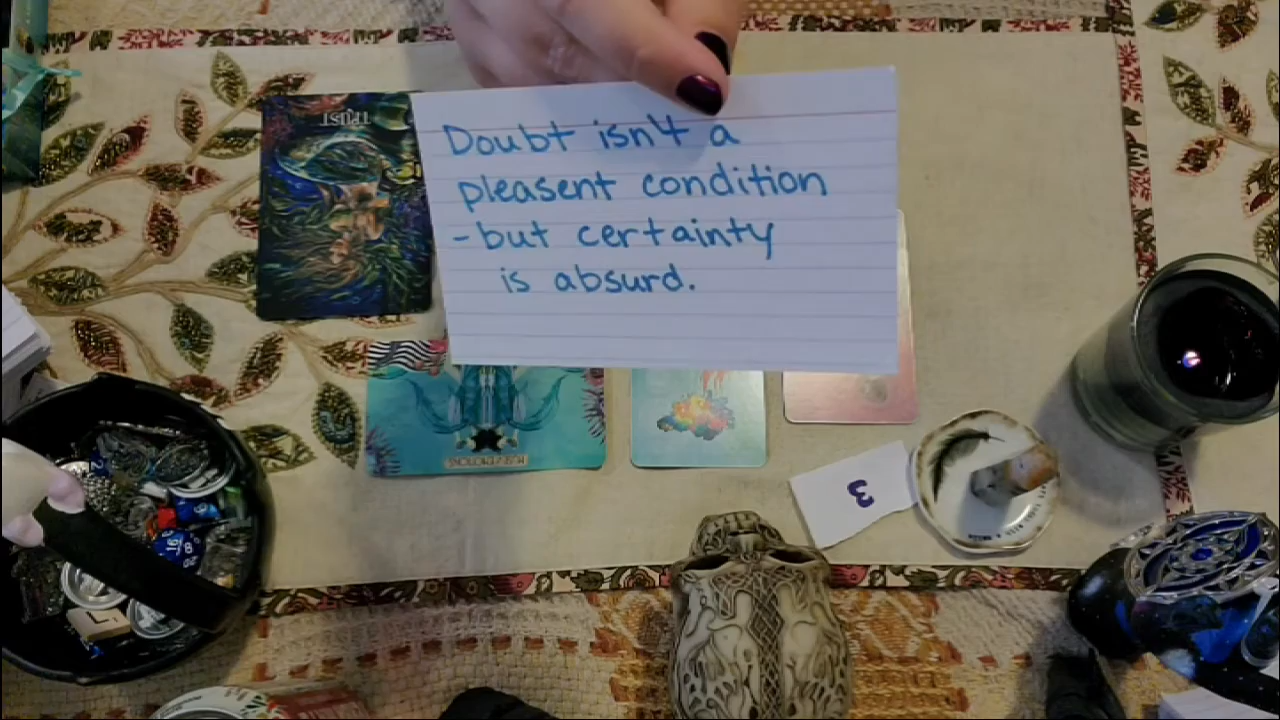 TRUST
Doubt isn't a
pleasent condition
- but certainty
is absurd.
3